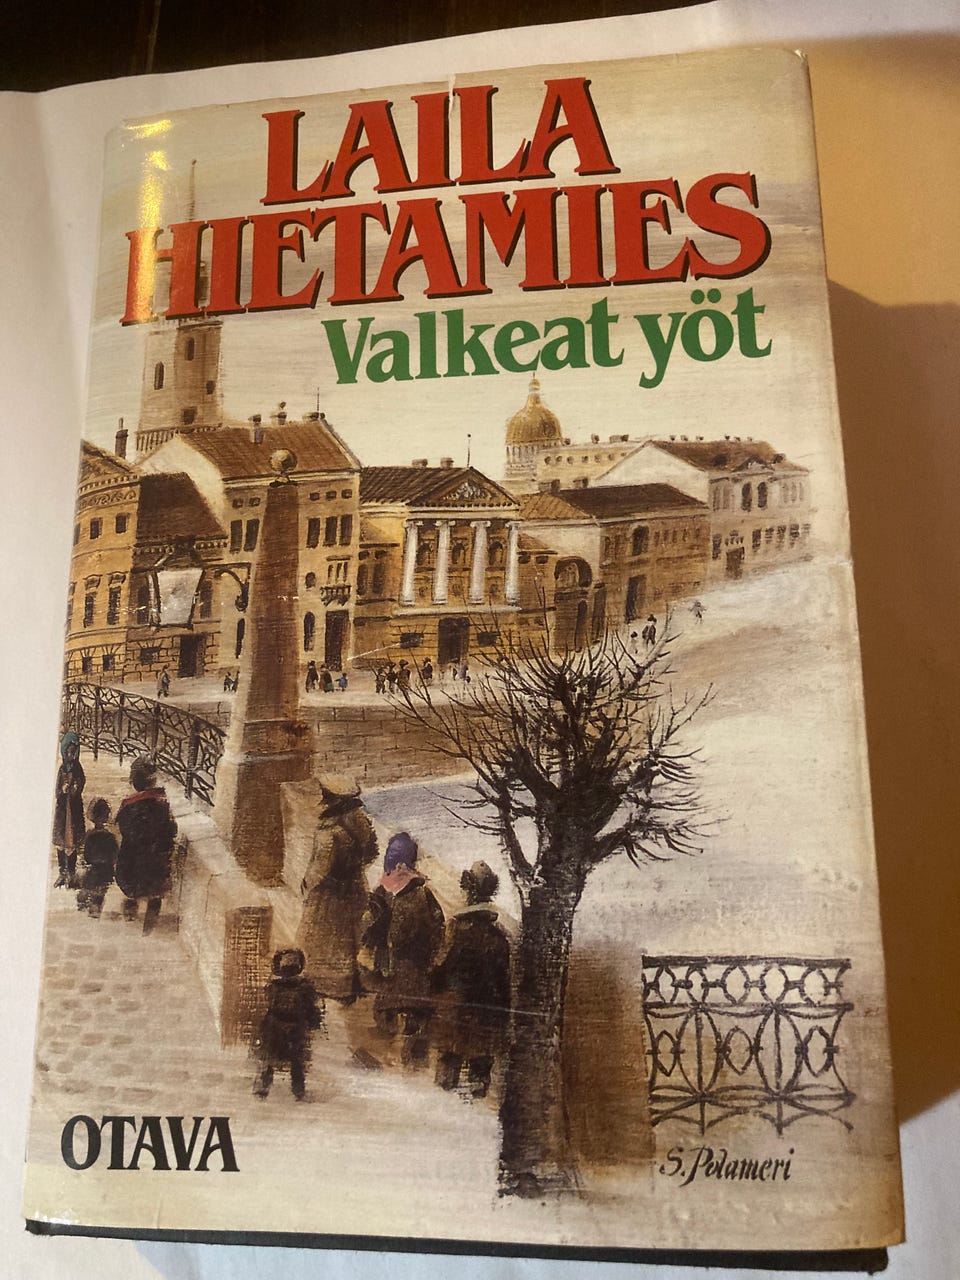 LAILA
HIETAMIES
Valkeat yöt
OTAVA
S. Polameri